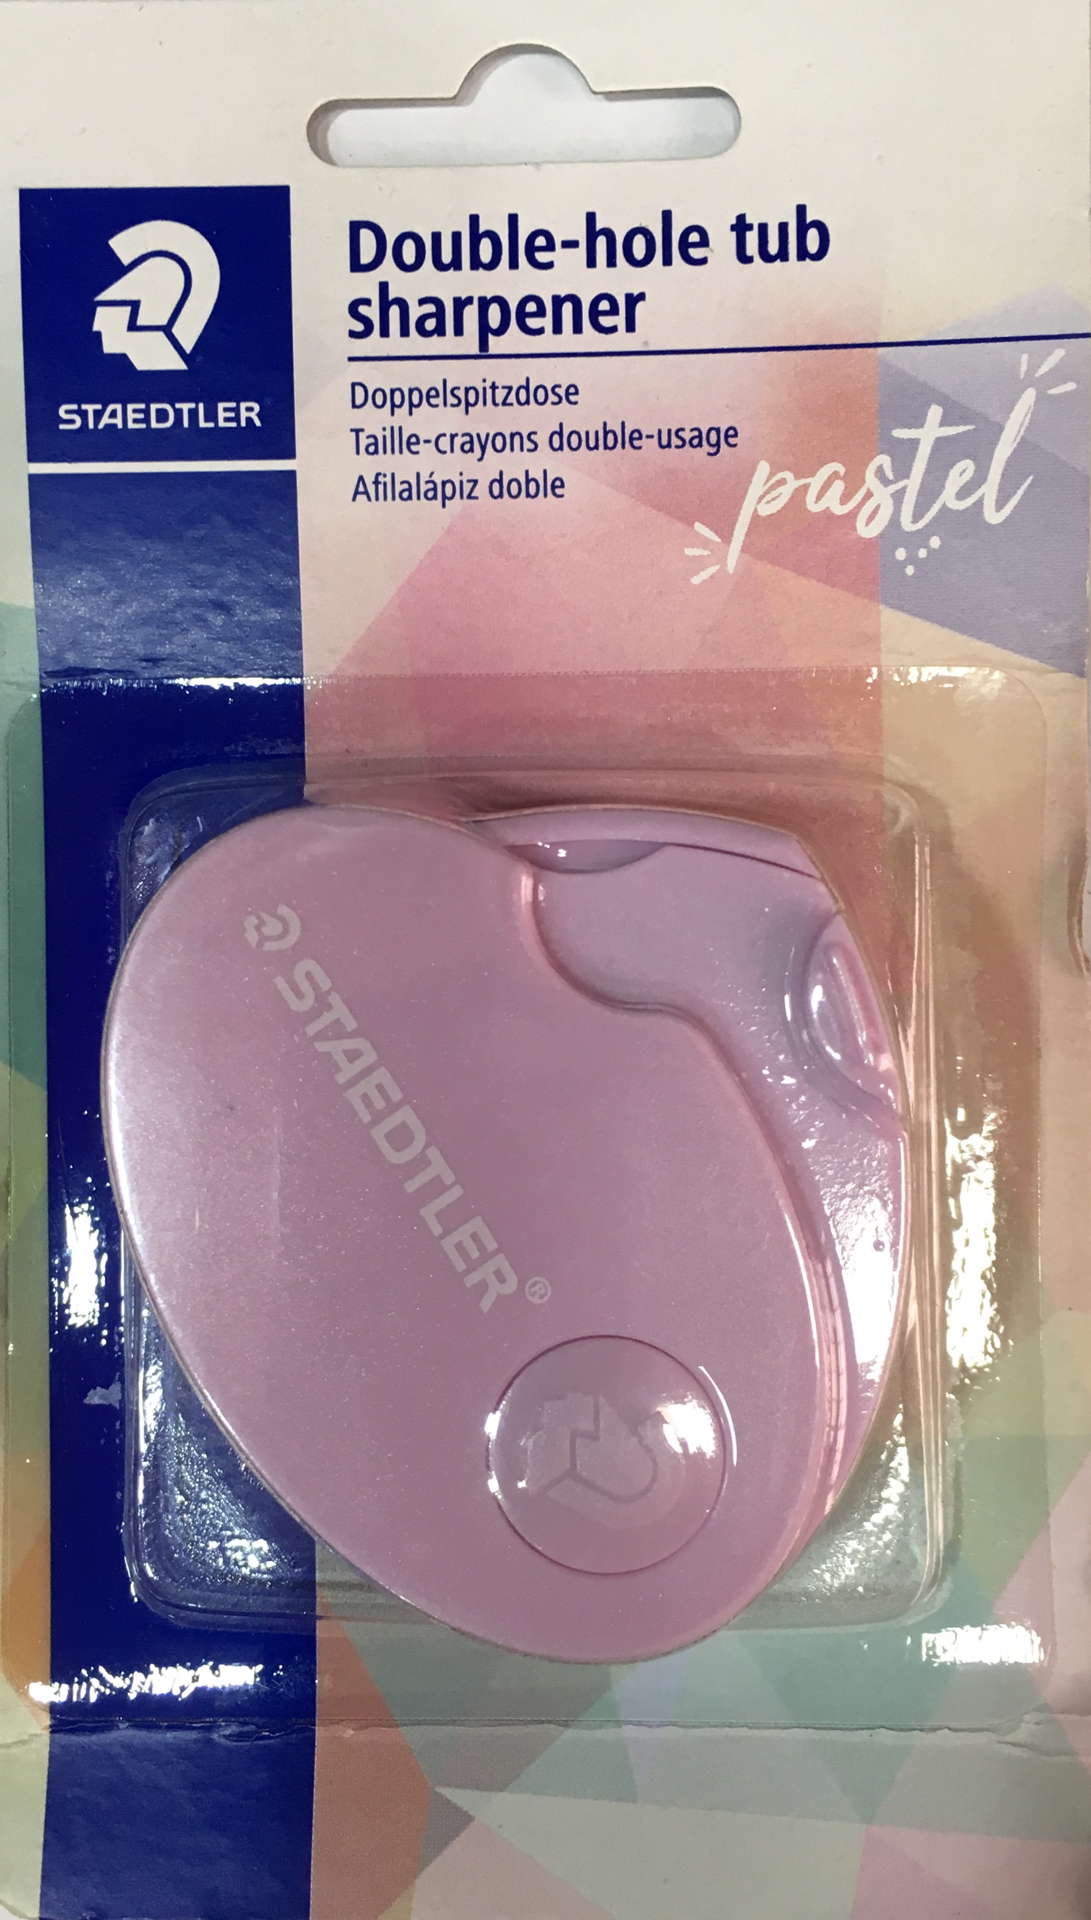 STAEDTLER
Double-hole tub
sharpener
Doppelspitzdose
Taille-crayons double-usage
Afilalápiz doble
pastel
STAEDTLER®